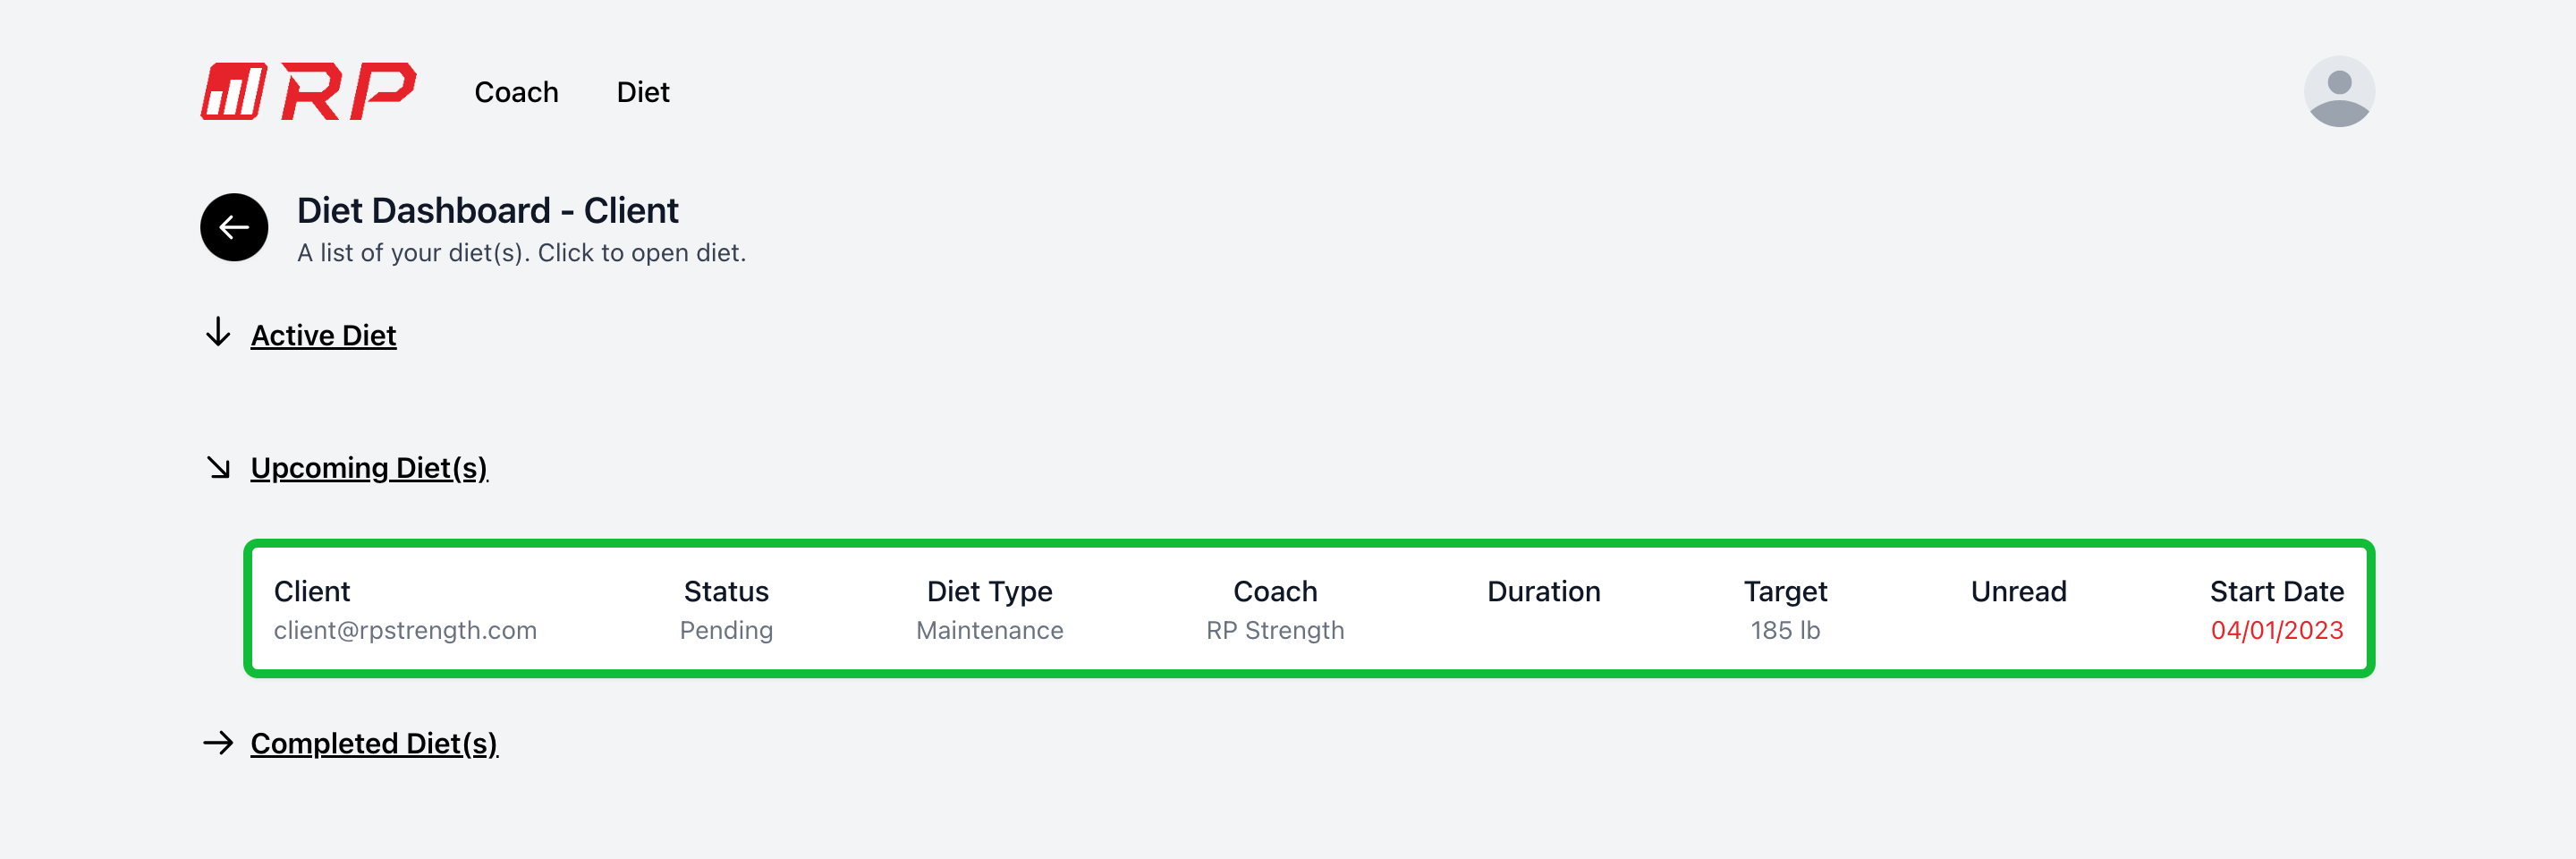 RP Coach Diet
Diet Dashboard - Client
A list of your diet(s). Click to open diet.
Active Diet
Upcoming Diet(s)
Client Status Diet Type Coach Duration Target Unread Start Date
client@rpstrength.com Pending Maintenance RP Strength 185 lb 04/01/2023
Completed Diet(s)